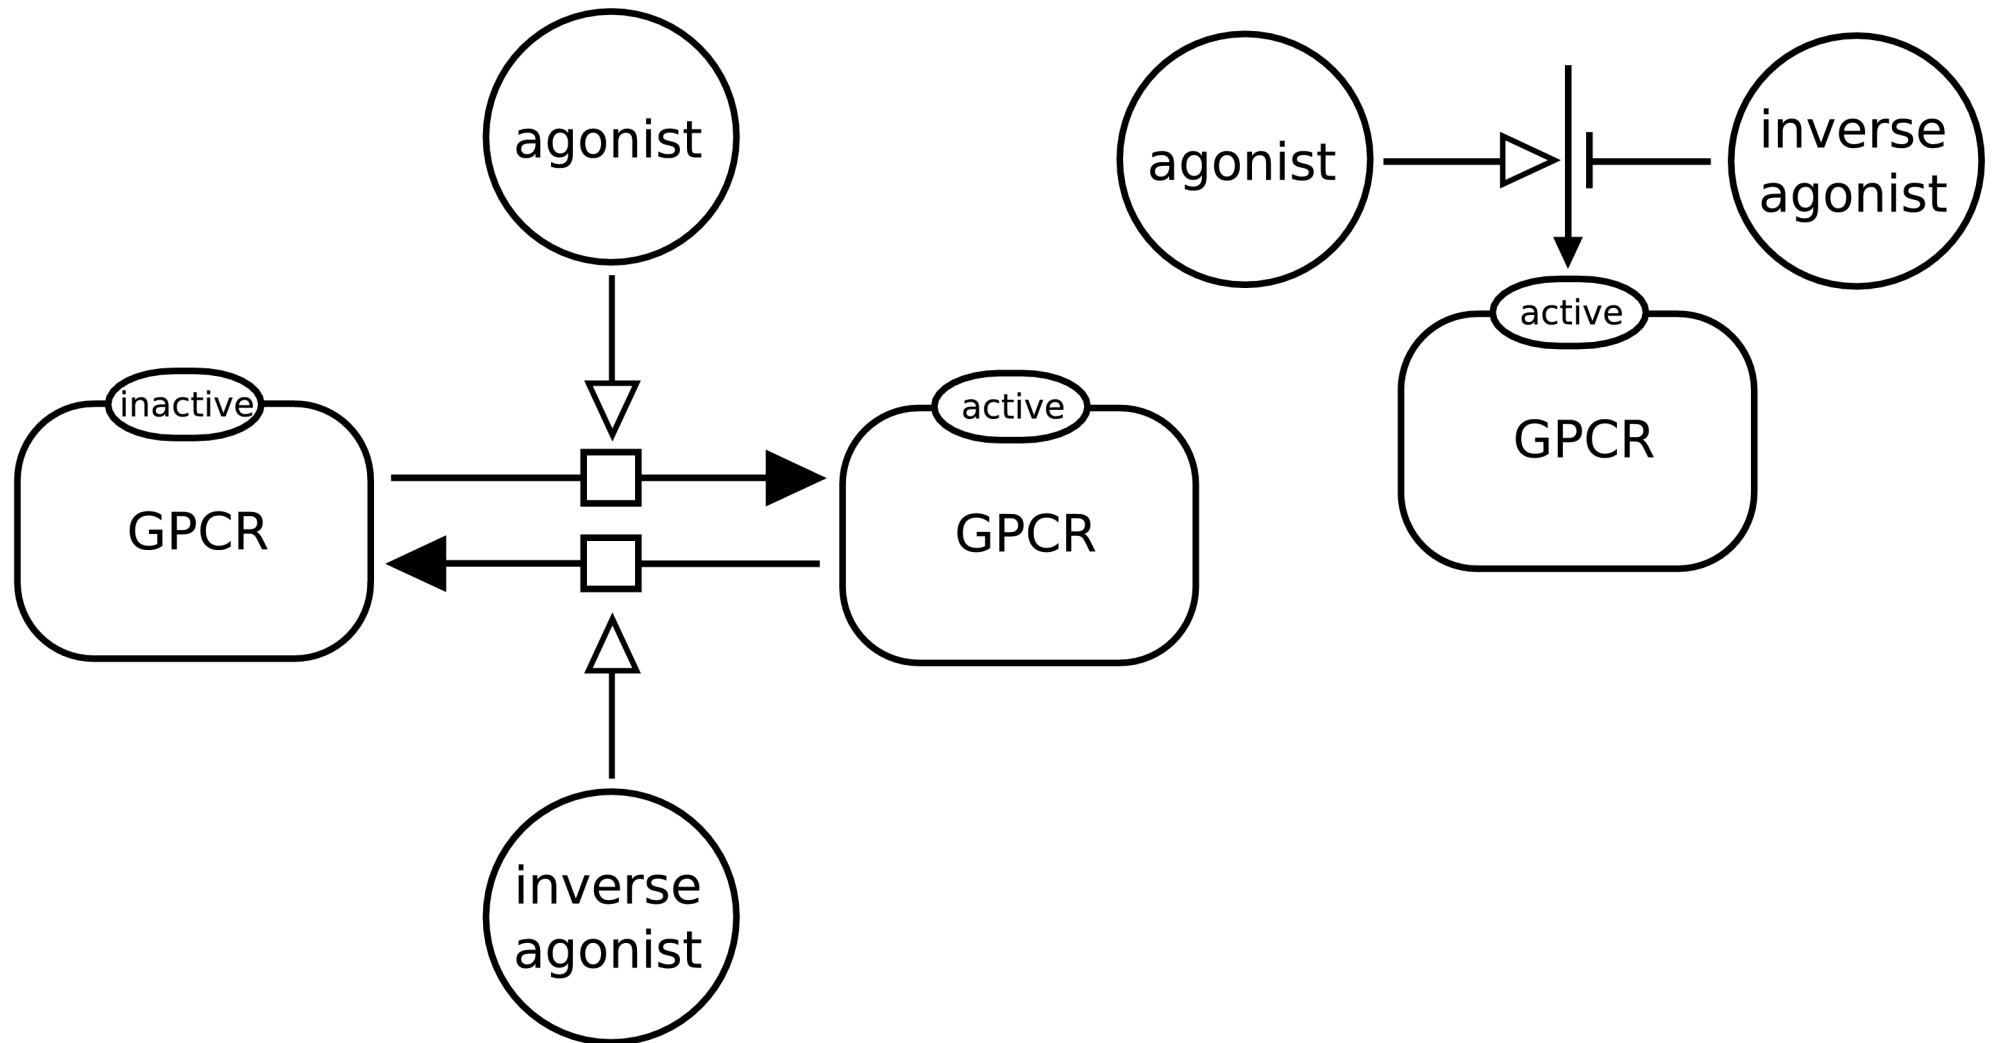 agonist
inactive
GPCR
active
GPCR
inverse
agonist
agonist
inverse
agonist
active
GPCR